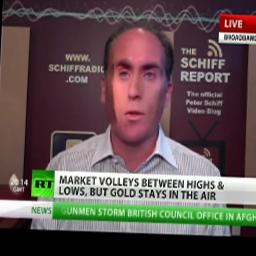 LIVE
BROADBAND
WWW.
SCHIFFRADIO
THE
SCHIFF
REPORT
The official
Peter Schiff
Video Blog
20:14
GMT
RT
MARKET VOLLEYS BETWEEN HIGHS &
LOWS, BUT GOLD STAYS IN THE AIR
NEWS
GUNMEN STORM BRITISH COUNCIL OFFICE IN AFGH